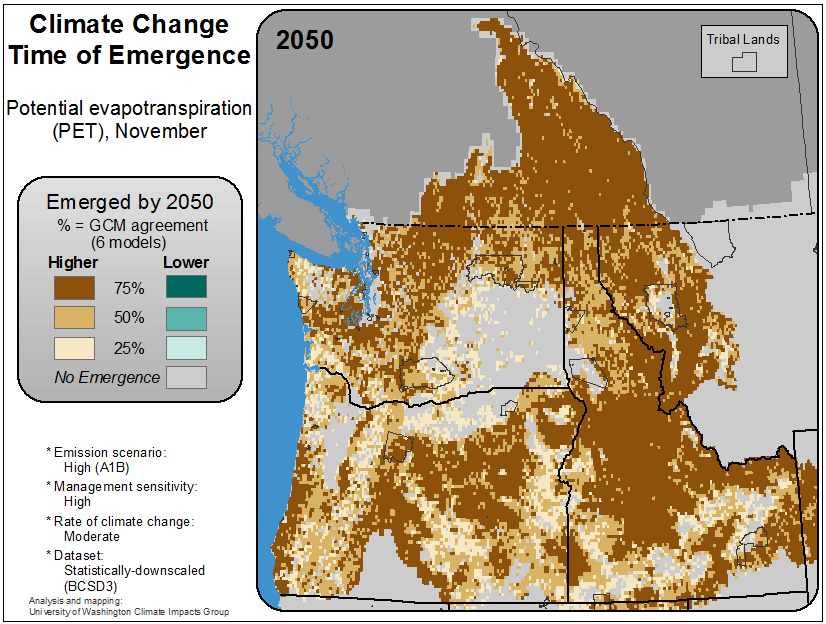 Climate Change
Time of Emergence
Potential evapotranspiration
(PET), November
Emerged by 2050
% = GCM agreement
(6 models)
Higher Lower
75%
50%
25%
No Emergence
* Emission scenario:
High (A1B)
* Management sensitivity:
High
* Rate of climate change:
Moderate
* Dataset:
Statistically-downscaled
(BCSD3)
Analysis and mapping:
University of Washington Climate Impacts Group
2050
Tribal Lands